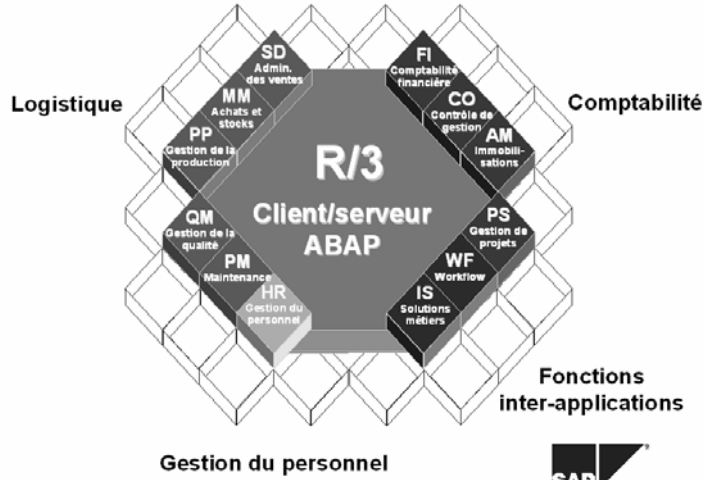 SD
Admin.
des ventes
MM
Achats et
stocks
PP
Gestion de la
production
Logistique
FI
Comptabilité
financière
CO
Contrôle de
gestion
AM
Immobili-
sations
Comptabilité
R/3
Client/serveur
ABAP
QM
Gestion de la
qualité
PM
Maintenance
HR
Gestion du
personnel
PS
Gestion de
projets
WF
Workflow
IS
Solutions
métiers
Fonctions
inter-applications
Gestion du personnel
SAP